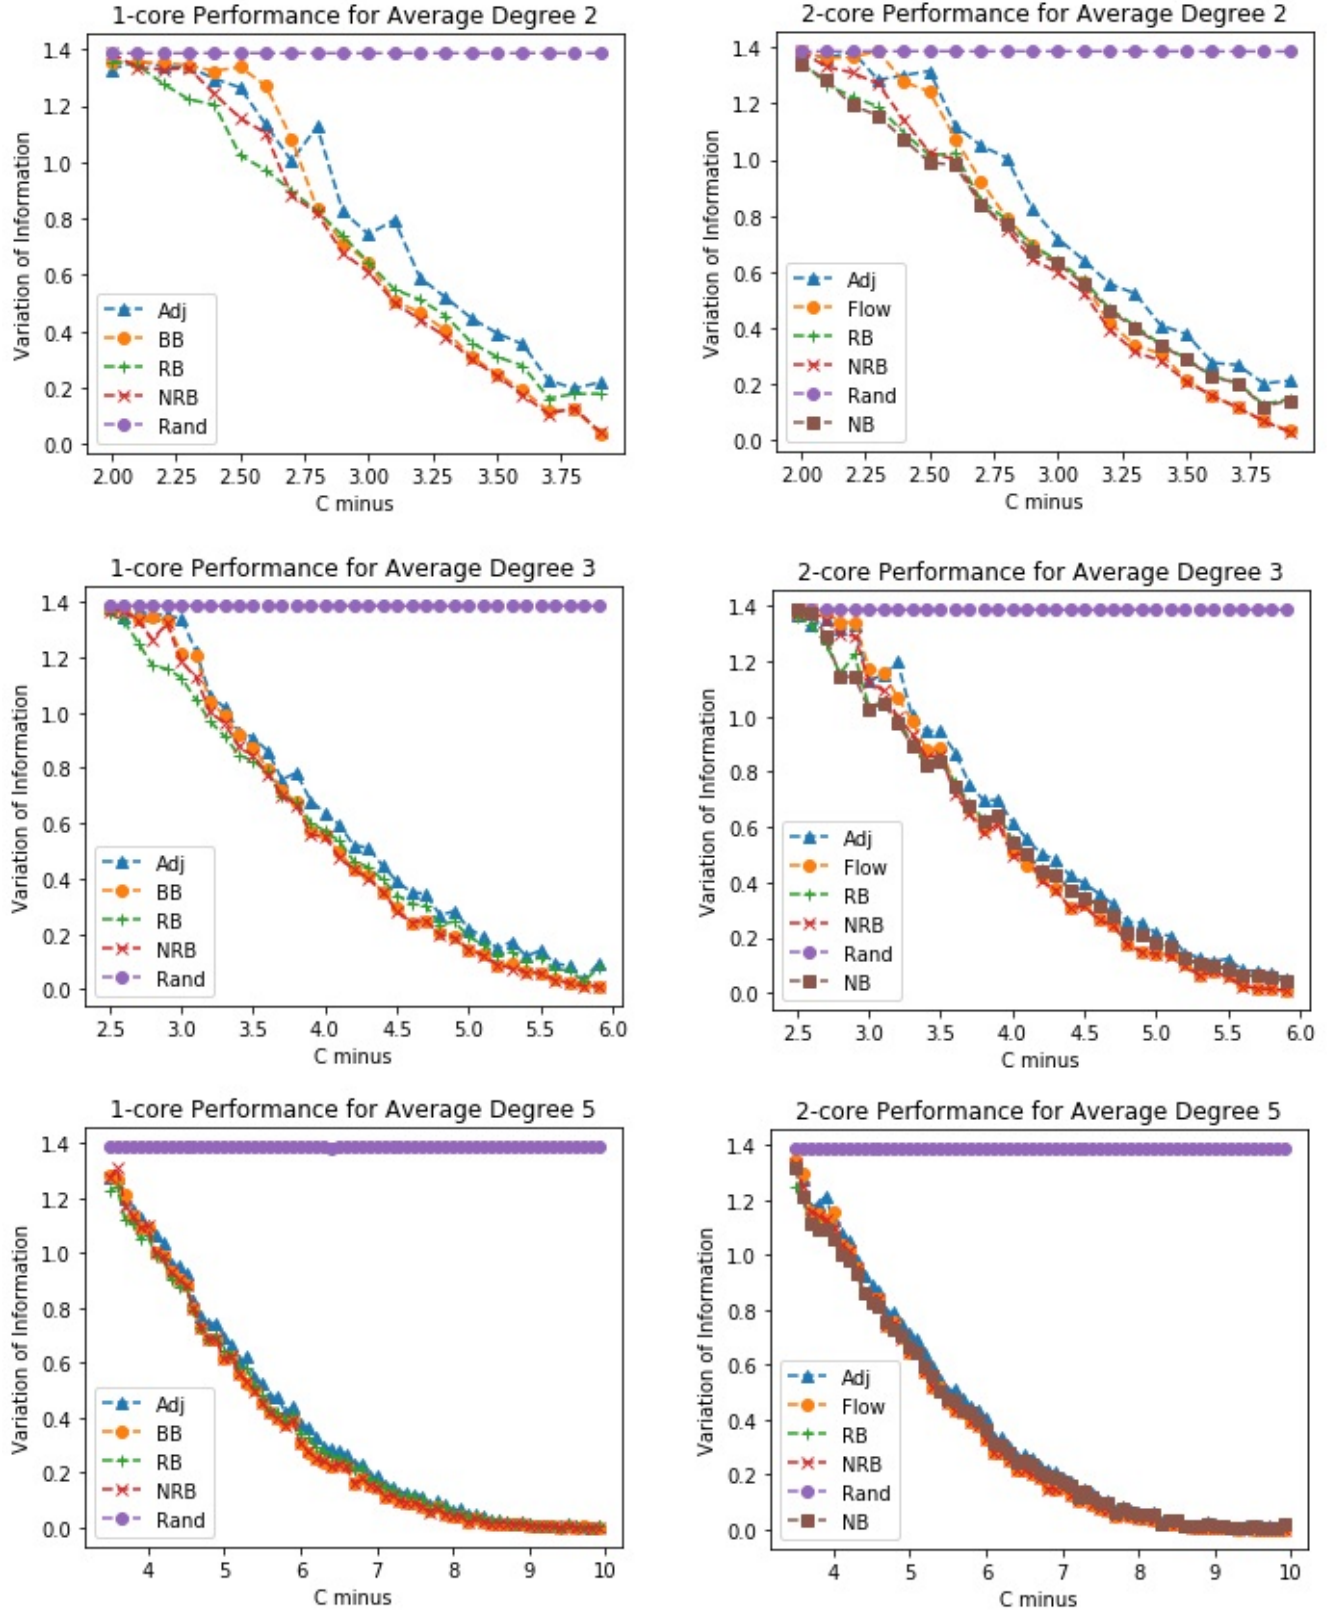 1-core Performance for Average Degree 2
1.4
1.2
1.0
0.8
0.6
0.4
0.2
0.0
Variation of Information
Adj
BB
RB
NRB
Rand
2.00 2.25 2.50 2.75 3.00 3.25 3.50 3.75
C minus
2-core Performance for Average Degree 2
1.4
1.2
1.0
0.8
0.6
0.4
0.2
0.0
Variation of Information
Adj
Flow
RB
NRB
Rand
NB
2.00 2.25 2.50 2.75 3.00 3.25 3.50 3.75
C minus
1-core Performance for Average Degree 3
1.4
1.2
1.0
0.8
0.6
0.4
0.2
0.0
Variation of Information
Adj
BB
RB
NRB
Rand
2.5 3.0 3.5 4.0 4.5 5.0 5.5 6.0
C minus
2-core Performance for Average Degree 3
1.4
1.2
1.0
0.8
0.6
0.4
0.2
0.0
Variation of Information
Adj
Flow
RB
NRB
Rand
NB
2.5 3.0 3.5 4.0 4.5 5.0 5.5 6.0
C minus
1-core Performance for Average Degree 5
1.4
1.2
1.0
0.8
0.6
0.4
0.2
0.0
Variation of Information
Adj
BB
RB
NRB
Rand
4 5 6 7 8 9 10
C minus
2-core Performance for Average Degree 5
1.4
1.2
1.0
0.8
0.6
0.4
0.2
0.0
Variation of Information
Adj
Flow
RB
NRB
Rand
NB
4 5 6 7 8 9 10
C minus